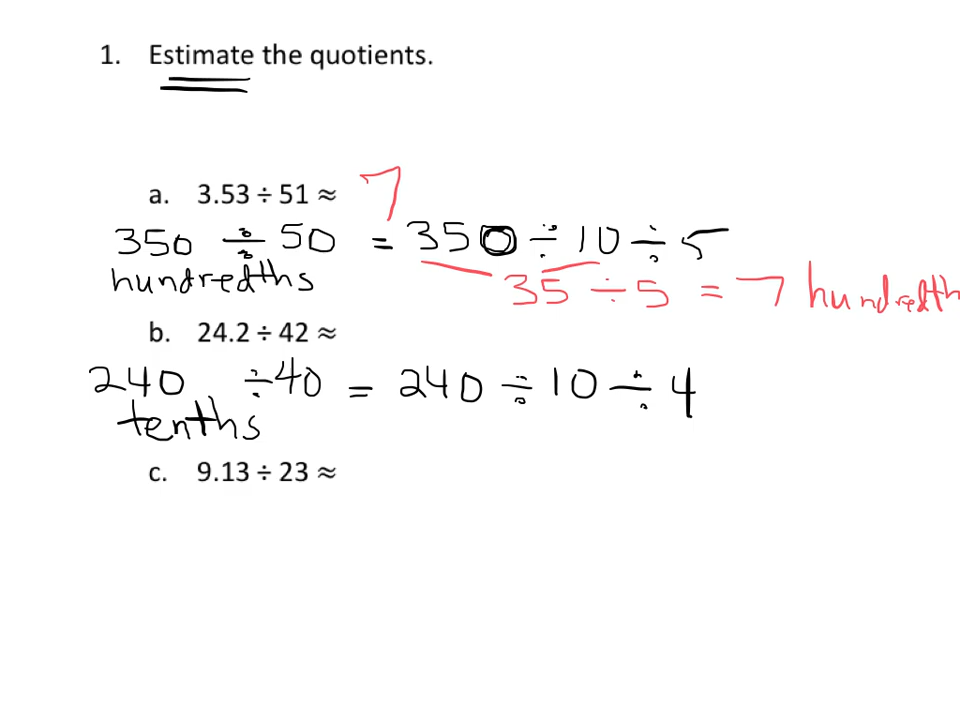 1. Estimate the quotients.
a. 3.53 ÷ 51 ≈ 7
350 ÷ 50 = 350 ÷ 10 ÷ 5
hundredths
35 ÷ 5 = 7 hundredth
b. 24.2 ÷ 42 ≈
240 ÷ 40 = 240 ÷ 10 ÷ 4
tenths
c. 9.13 ÷ 23 ≈